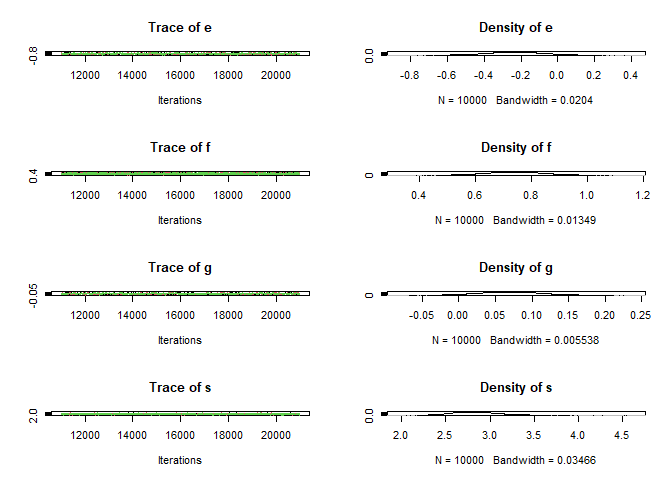 Trace of e
-0.8
12000 14000 16000 18000 20000
Iterations
Density of e
0.0
-0.8 -0.6 -0.4 -0.2 0.0 0.2 0.4
N = 10000 Bandwidth = 0.0204
Trace of f
0.4
12000 14000 16000 18000 20000
Iterations
Density of f
0
0.4 0.6 0.8 1.0 1.2
N = 10000 Bandwidth = 0.01349
Trace of g
-0.05
12000 14000 16000 18000 20000
Iterations
Density of g
0
-0.05 0.00 0.05 0.10 0.15 0.20 0.25
N = 10000 Bandwidth = 0.005538
Trace of s
2.0
12000 14000 16000 18000 20000
Iterations
Density of s
0.0
2.0 2.5 3.0 3.5 4.0 4.5
N = 10000 Bandwidth = 0.03466